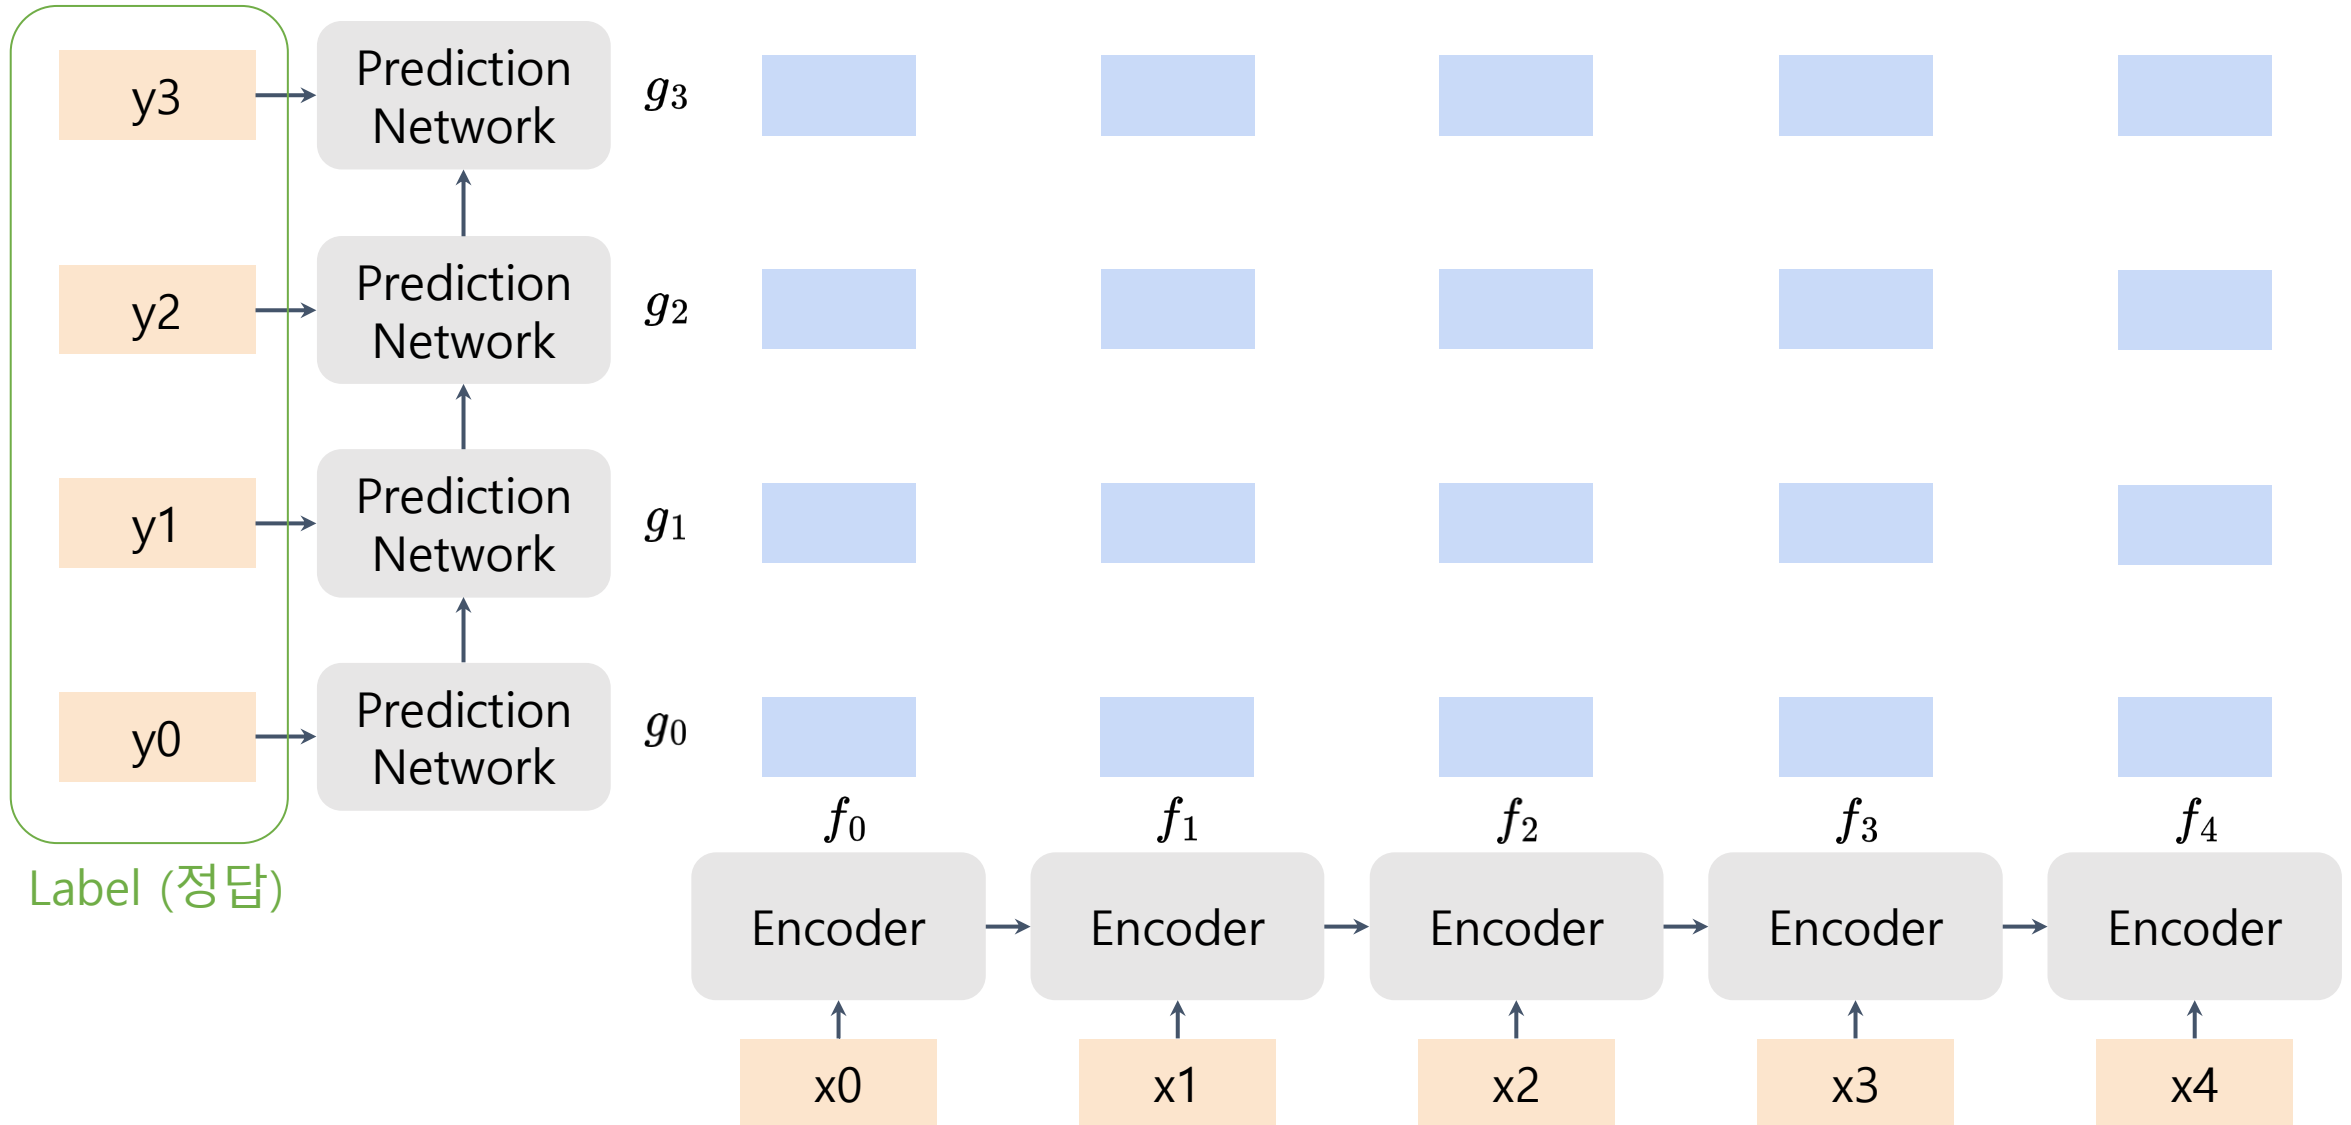 y3
Prediction
Network
g3
y2
Prediction
Network
g2
y1
Prediction
Network
g1
y0
Prediction
Network
g0
Label (정답)
f0
f1
f2
f3
f4
Encoder
Encoder
Encoder
Encoder
Encoder
x0
x1
x2
x3
x4